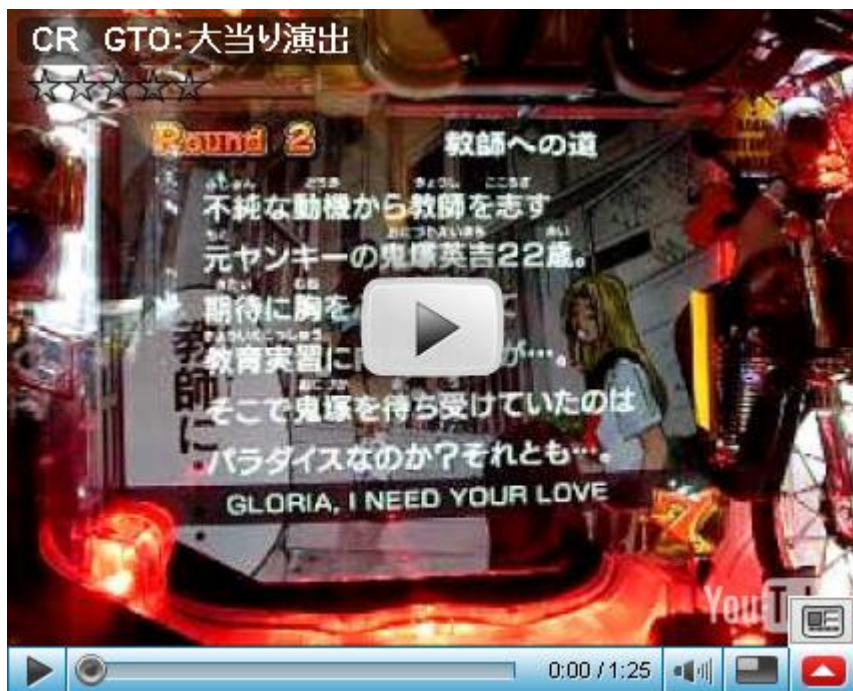 CR GTO:大当り演出
Round 2 教師への道
不純な動機から教師を志す
元ヤンキーの鬼塚英吉22歳。
期待に胸を
教育実習に が…。
そこで鬼塚を待ち受けていたのは
パラダイスなのか?それとも…。
GLORIA, I NEED YOUR LOVE
教師に
0:00 / 1:25